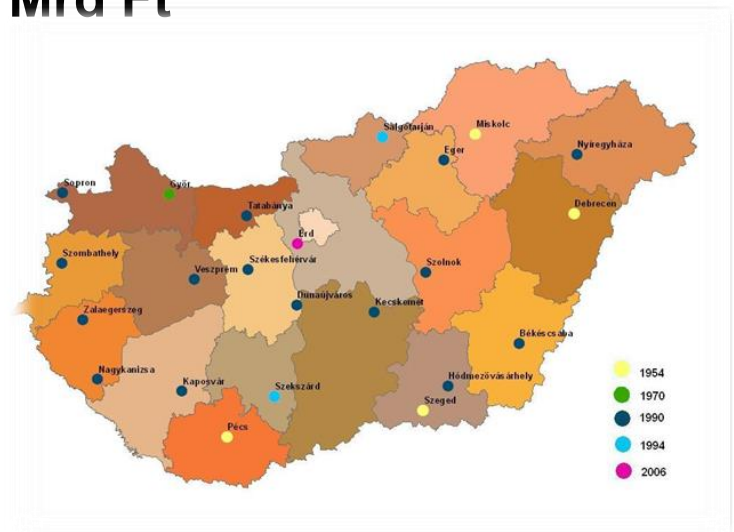 Mrd Ft
Salgótarján
Miskolc
Eger
Nyíregyháza
Sopron
Győr
Tatabánya
Debrecen
Érd
Szombathely
Veszprém
Székesfehérvár
Szolnok
Zalaegerszeg
Dunaújváros
Kecskemét
Békéscsaba
Nagykanizsa
Kaposvár
Szekszárd
Hódmezővásárhely
Szeged
Pécs
1954
1970
1990
1994
2006